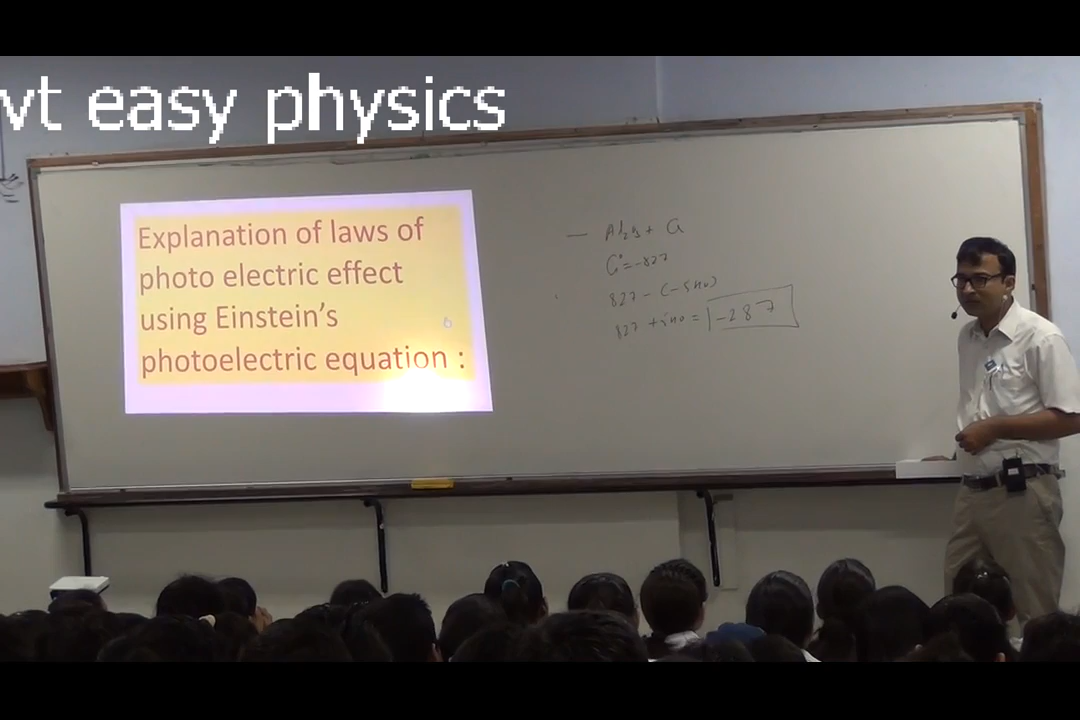 vt easy physics
Explanation of laws of
photo electric effect
using Einstein's
photoelectric equation :
C° = -827
827 - (-540)
827 + 540 = -287